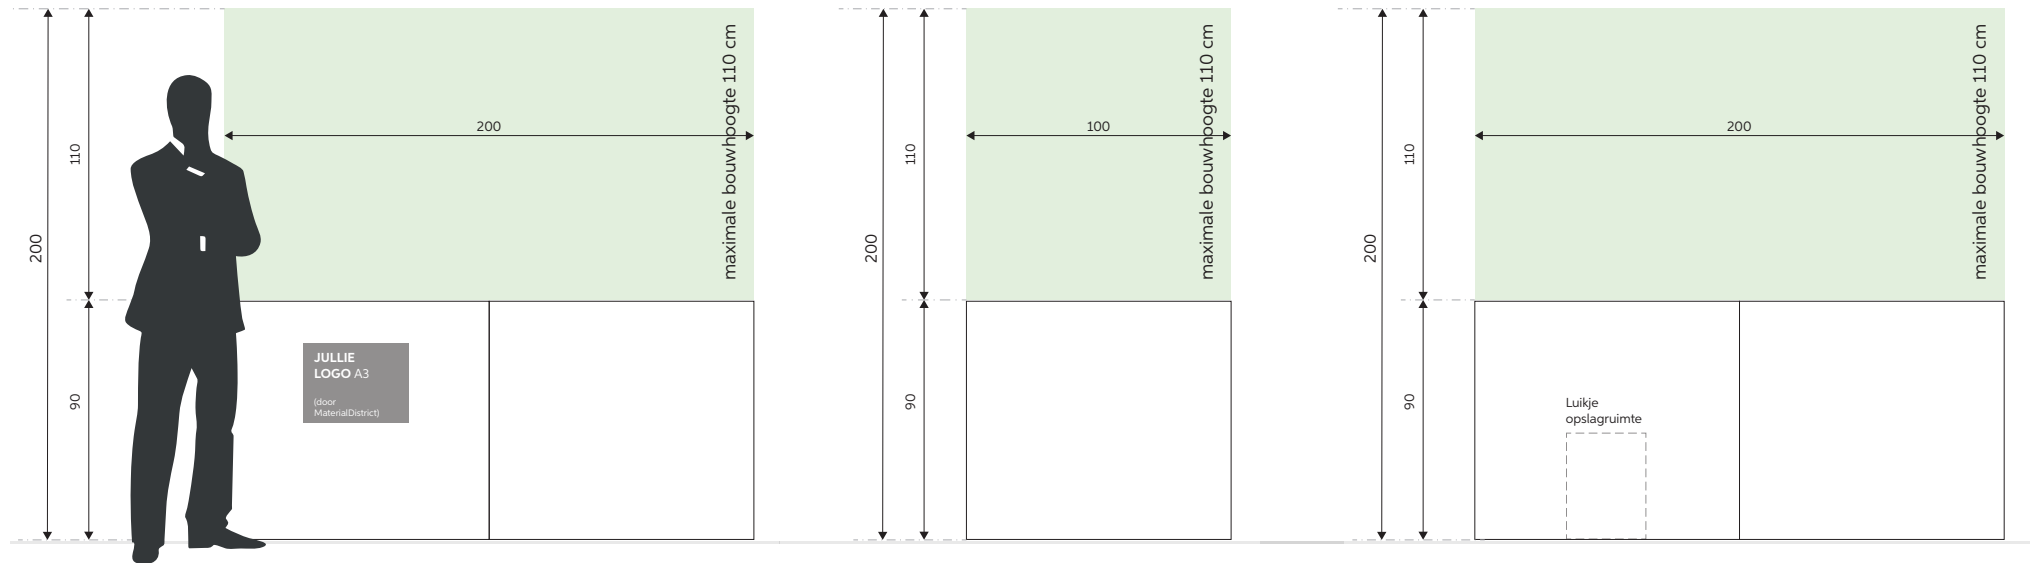 200
110
90
200
maximale bouwhoogte 110 cm
JULLIE
LOGO A3
(door
MaterialDistrict)
200
110
90
100
maximale bouwhoogte 110 cm
200
110
90
200
maximale bouwhoogte 110 cm
Luikje
opslagruimte